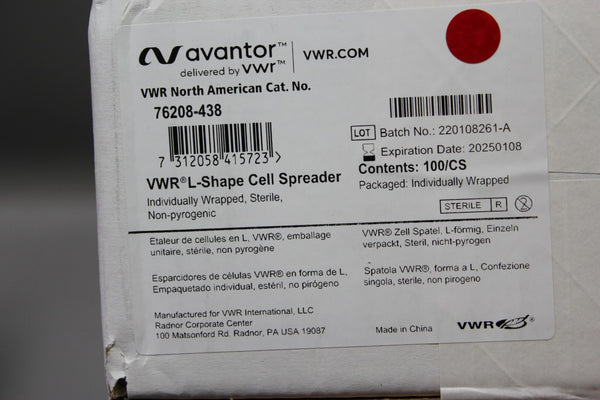 avantor™
delivered by vwr™
VWR.COM
VWR North American Cat. No.
76208-438
7 312058 415723
VWR® L-Shape Cell Spreader
Individually Wrapped, Sterile,
Non-pyrogenic
LOT Batch No.: 220108261-A
Expiration Date: 20250108
Contents: 100/CS
Packaged: Individually Wrapped
STERILE R 2
Etaleur de cellules en L, VWR®, emballage
unitaire, stérile, non pyrogène
VWR® Zell Spatel, L-förmig, Einzeln
verpackt, Steril, nicht-pyrogen
Esparcidores de células VWR® en forma de L,
Empaquetado individual, estéril, no pirógeno
Spatola VWR®, forma a L, Confezione
singola, sterile, non pirogeno
Manufactured for VWR International, LLC
Radnor Corporate Center
100 Matsonford Rd. Radnor, PA USA 19087
Made in China
VWR®